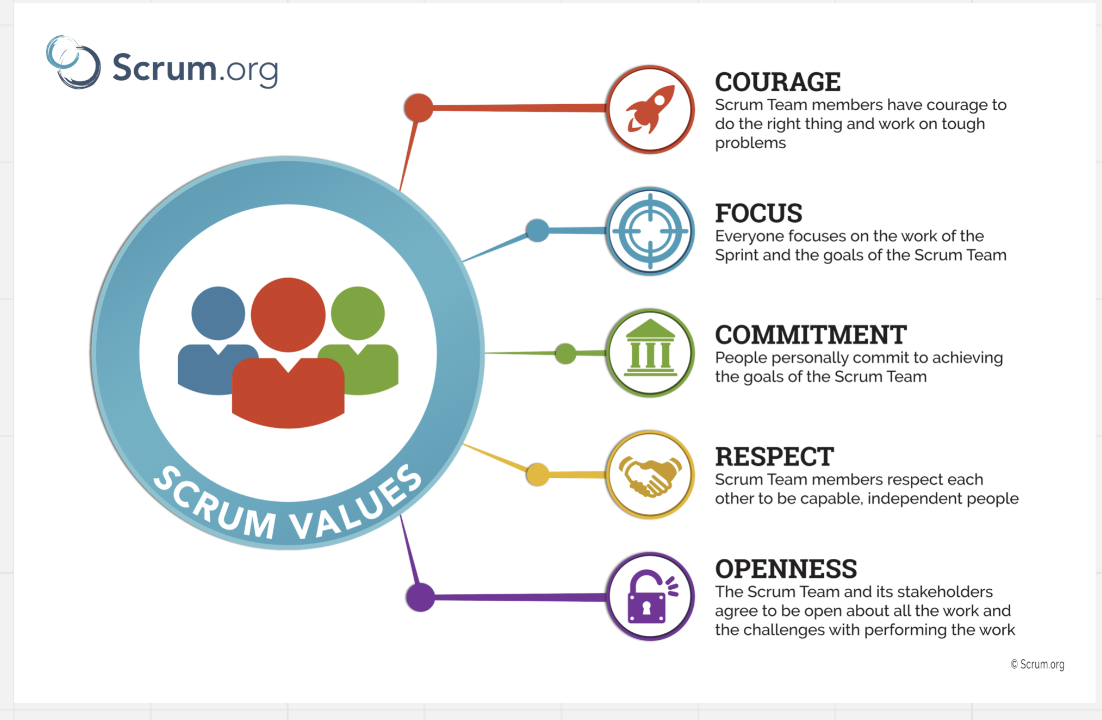 Scrum.org
COURAGE
Scrum Team members have courage to
do the right thing and work on tough
problems
FOCUS
Everyone focuses on the work of the
Sprint and the goals of the Scrum Team
COMMITMENT
People personally commit to achieving
the goals of the Scrum Team
RESPECT
Scrum Team members respect each
other to be capable, independent people
OPENNESS
The Scrum Team and its stakeholders
agree to be open about all the work and
the challenges with performing the work
SCRUM VALUES
© Scrum.org